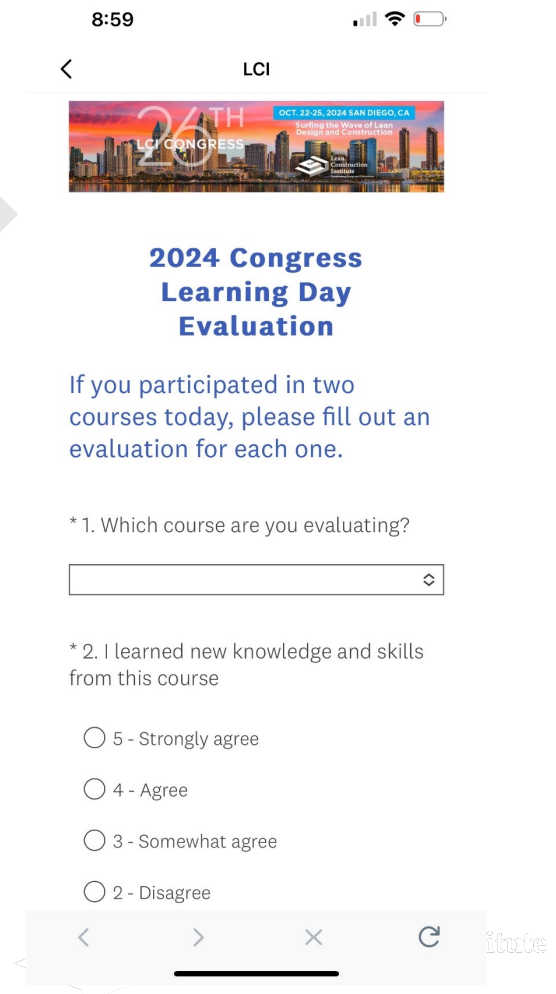 8:59
LCI
26TH
LCI CONGRESS
OCT. 22-25, 2024 SAN DIEGO, CA
Surfing the Wave of Lean
Design and Construction
Lean
Construction
Institute
2024 Congress
Learning Day
Evaluation
If you participated in two
courses today, please fill out an
evaluation for each one.
* 1. Which course are you evaluating?
* 2. I learned new knowledge and skills
from this course
5 - Strongly agree
4 - Agree
3 - Somewhat agree
2 - Disagree
itute